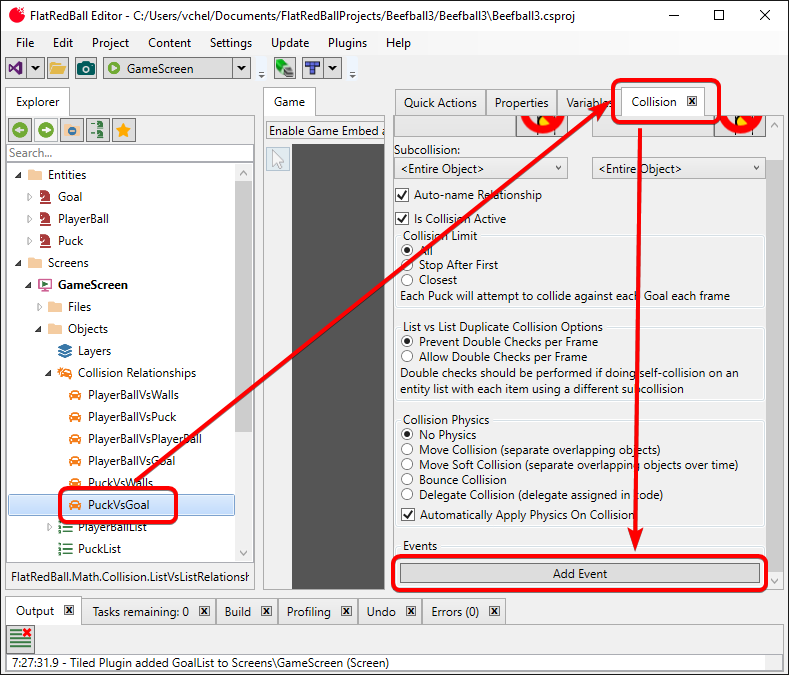 FlatRedBall Editor - C:/Users/vchel/Documents/FlatRedBallProjects/Beefball3/Beefball3\Beefball3.csproj
File Edit Project Content Settings Update Plugins Help
GameScreen
Explorer
Search...
Entities
Goal
PlayerBall
Puck
Screens
GameScreen
Files
Objects
Layers
Collision Relationships
PlayerBallVsWalls
PlayerBallVsPuck
PlayerBallVsPlayerBall
PlayerBallVsGoal
PuckVsWalls
PuckVsGoal
PlayerBallList
PuckList
FlatRedBall.Math.Collision.ListVsListRelationsh
Game
Enable Game Embed a
Quick Actions Properties Variables Collision
Subcollision:
<Entire Object> <Entire Object>
Auto-name Relationship
Is Collision Active
Collision Limit
All
Stop After First
Closest
Each Puck will attempt to collide against each Goal each frame
List vs List Duplicate Collision Options
Prevent Double Checks per Frame
Allow Double Checks per Frame
Double checks should be performed if doing self-collision on an
entity list with each item using a different subcollision
Collision Physics
No Physics
Move Collision (separate overlapping objects)
Move Soft Collision (separate overlapping objects over time)
Bounce Collision
Delegate Collision (delegate assigned in code)
Automatically Apply Physics On Collision
Events
Add Event
Output Tasks remaining: 0 Build Profiling Undo Errors (0)
7:27:31.9 - Tiled Plugin added GoalList to Screens\GameScreen (Screen)